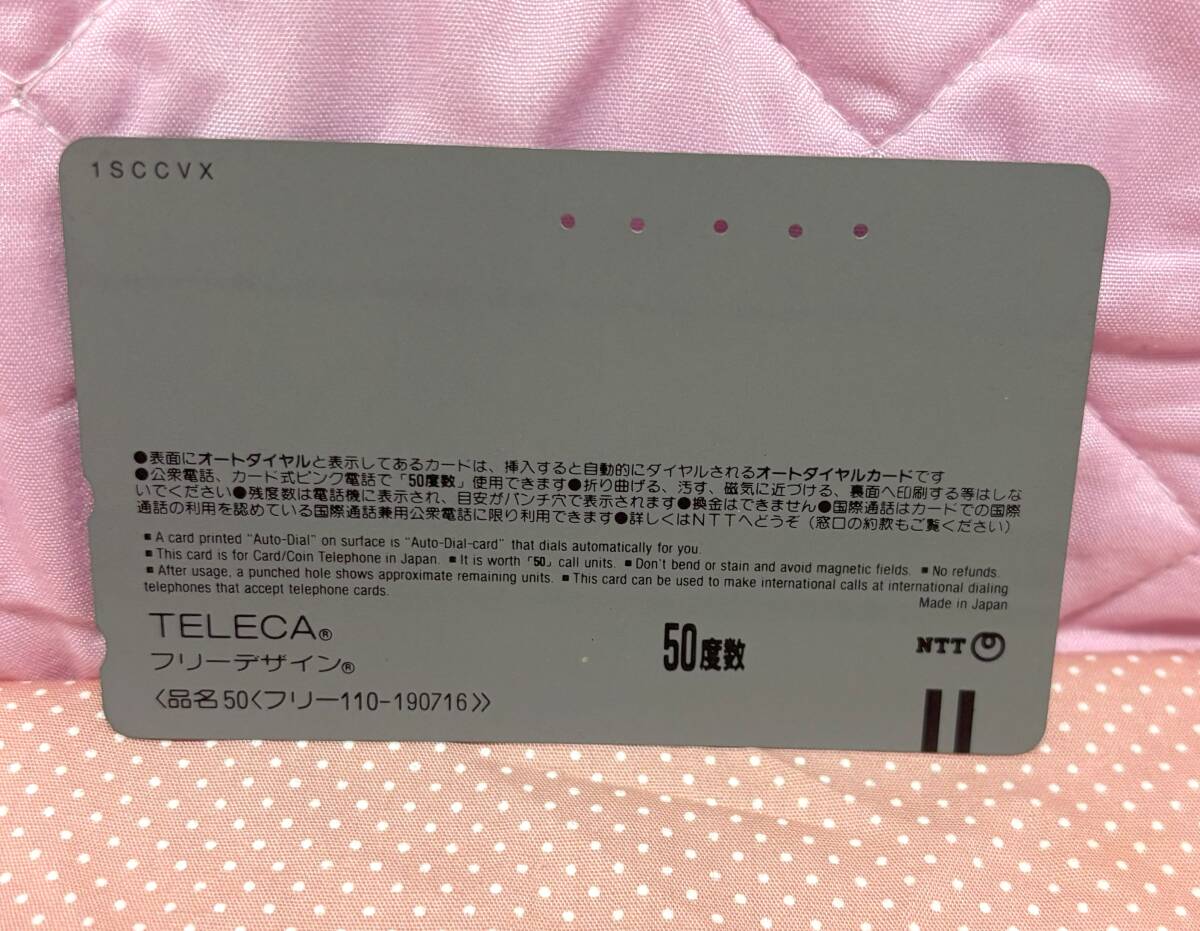 1SCCVX
●表面にオートダイヤルと表示してあるカードは、挿入すると自動的にダイヤルされるオートダイヤルカードです
●公衆電話、カード式ピンク電話で「50度数」使用できます●折り曲げる、汚す、磁気に近づける、裏面へ印刷する等はしな
いでください●残度数は電話機に表示され、目安がパンチ穴で表示されます●換金はできません●国際通話はカードでの国際
通話の利用を認めている国際通話兼用公衆電話に限り利用できます●詳しくはNTTへどうぞ（窓口の約款もご覧ください）
■ A card printed "Auto-Dial" on surface is "Auto-Dial-card" that dials automatically for you.
■ This card is for Card/Coin Telephone in Japan. ■ It is worth「50」call units. ■ Don't bend or stain and avoid magnetic fields. ■ No refunds.
■ After usage, a punched hole shows approximate remaining units. ■ This card can be used to make international calls at international dialing
telephones that accept telephone cards.
Made in Japan
TELECA®
フリーデザイン®
50度数
NTT
〈品名50〈フリー110-190716〉〉